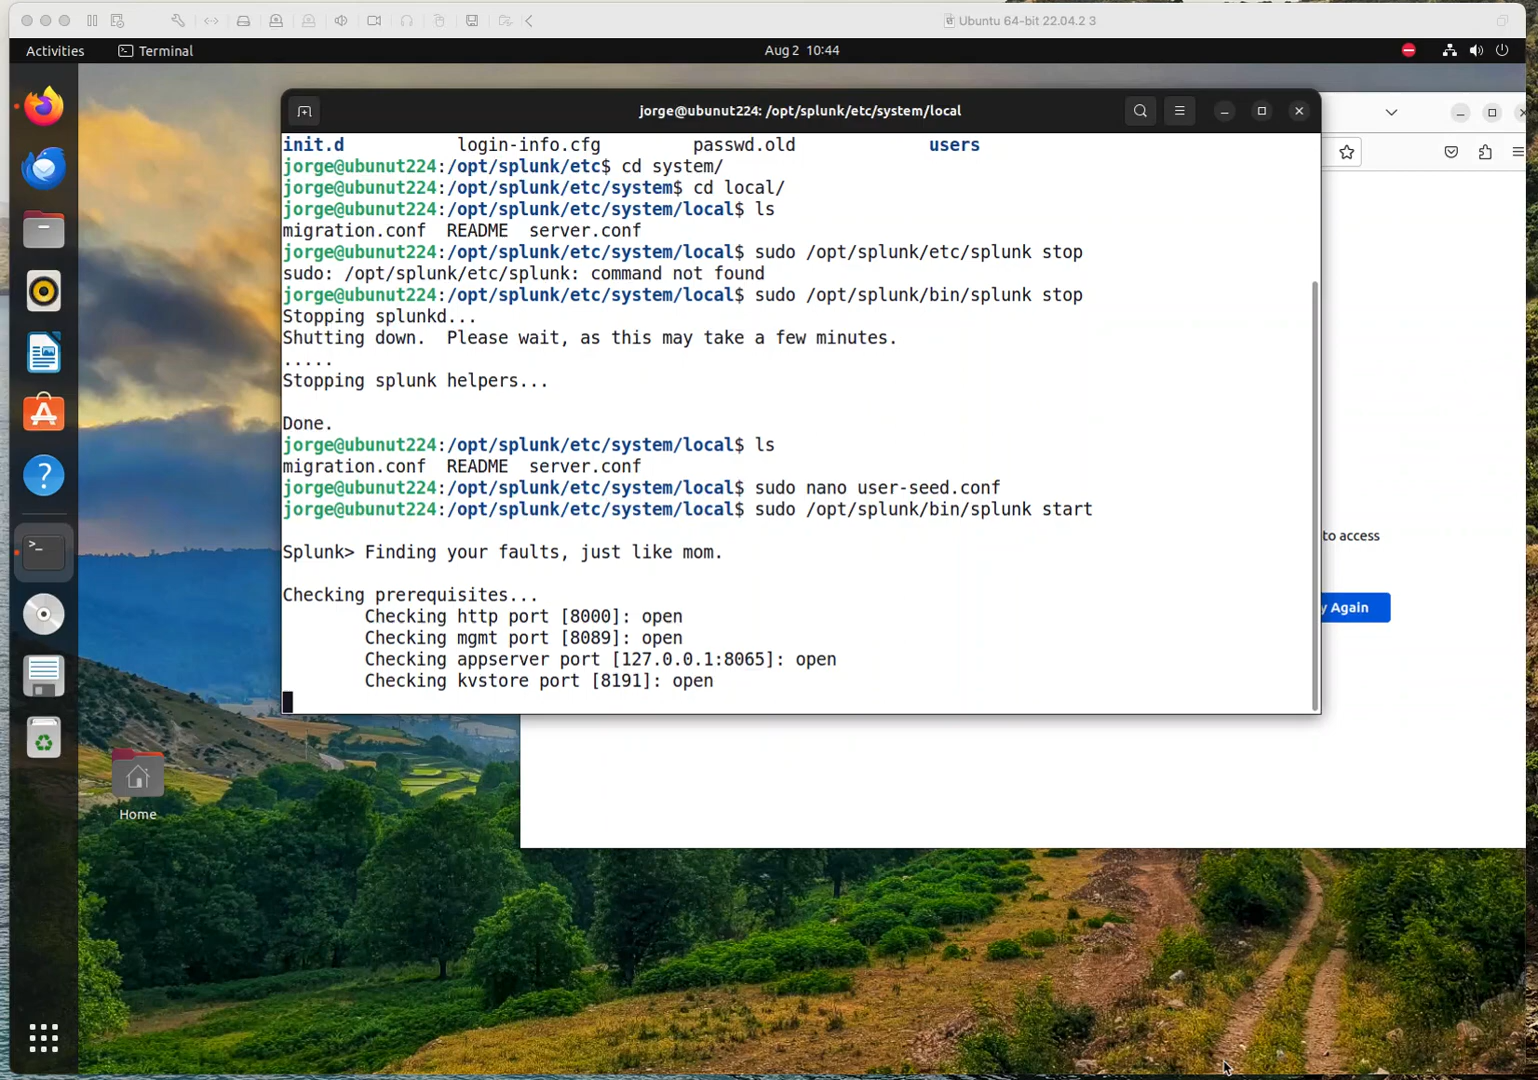 Ubuntu 64-bit 22.04.2 3
Activities
Terminal
Aug 2 10:44
jorge@ubunut224: /opt/splunk/etc/system/local
init.d login-info.cfg passwd.old users
jorge@ubunut224:/opt/splunk/etc$ cd system/
jorge@ubunut224:/opt/splunk/etc/system$ cd local/
jorge@ubunut224:/opt/splunk/etc/system/local$ ls
migration.conf README server.conf
jorge@ubunut224:/opt/splunk/etc/system/local$ sudo /opt/splunk/etc/splunk stop
sudo: /opt/splunk/etc/splunk: command not found
jorge@ubunut224:/opt/splunk/etc/system/local$ sudo /opt/splunk/bin/splunk stop
Stopping splunkd...
Shutting down. Please wait, as this may take a few minutes.
.....
Stopping splunk helpers...
Done.
jorge@ubunut224:/opt/splunk/etc/system/local$ ls
migration.conf README server.conf
jorge@ubunut224:/opt/splunk/etc/system/local$ sudo nano user-seed.conf
jorge@ubunut224:/opt/splunk/etc/system/local$ sudo /opt/splunk/bin/splunk start
Splunk> Finding your faults, just like mom.
Checking prerequisites...
Checking http port [8000]: open
Checking mgmt port [8089]: open
Checking appserver port [127.0.0.1:8065]: open
Checking kvstore port [8191]: open
to access
y Again
Home